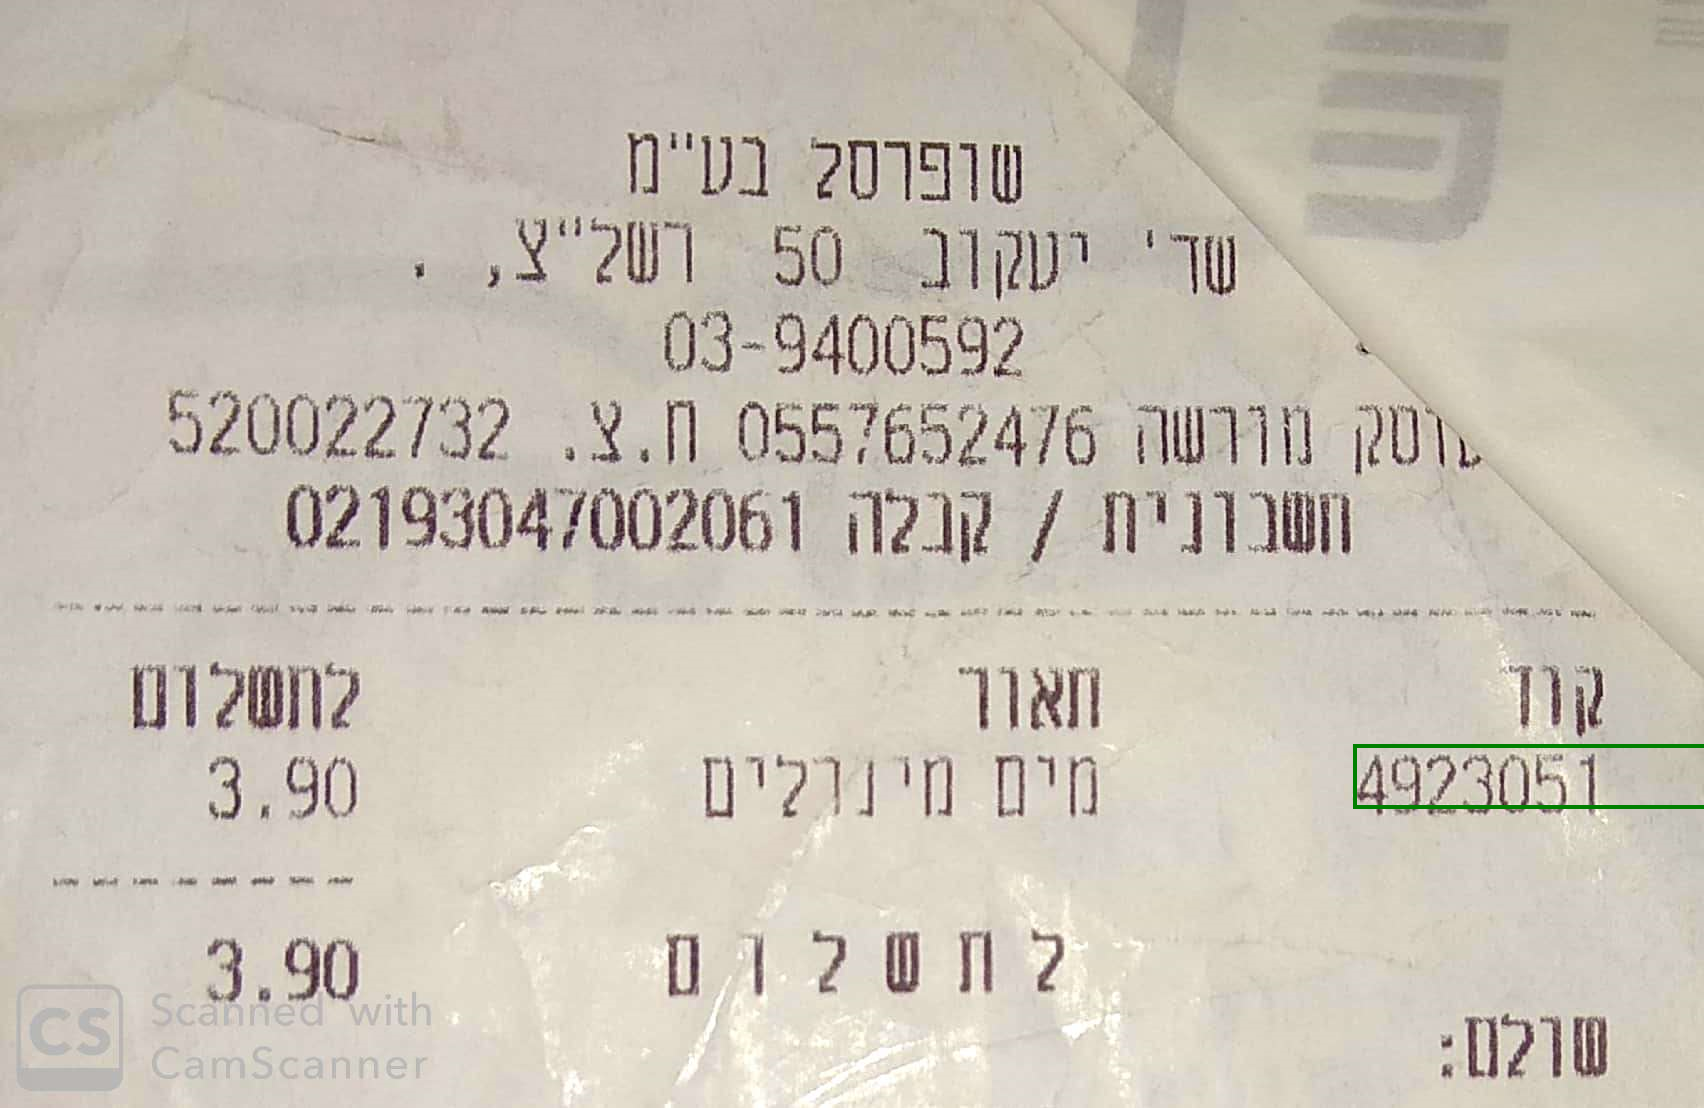 שופרסל בט"מ
שד' יעקוב 50 רשל"צ, .
03-9400592
עוסק מורשה 0557652476 ח.צ. 520022732
חשבונית / קבלה 02193047002061
קוד תאור לתשלום
4923051 מים מינרלים 3.90
לתשלום 3.90
שולם:
CS Scanned with
CamScanner